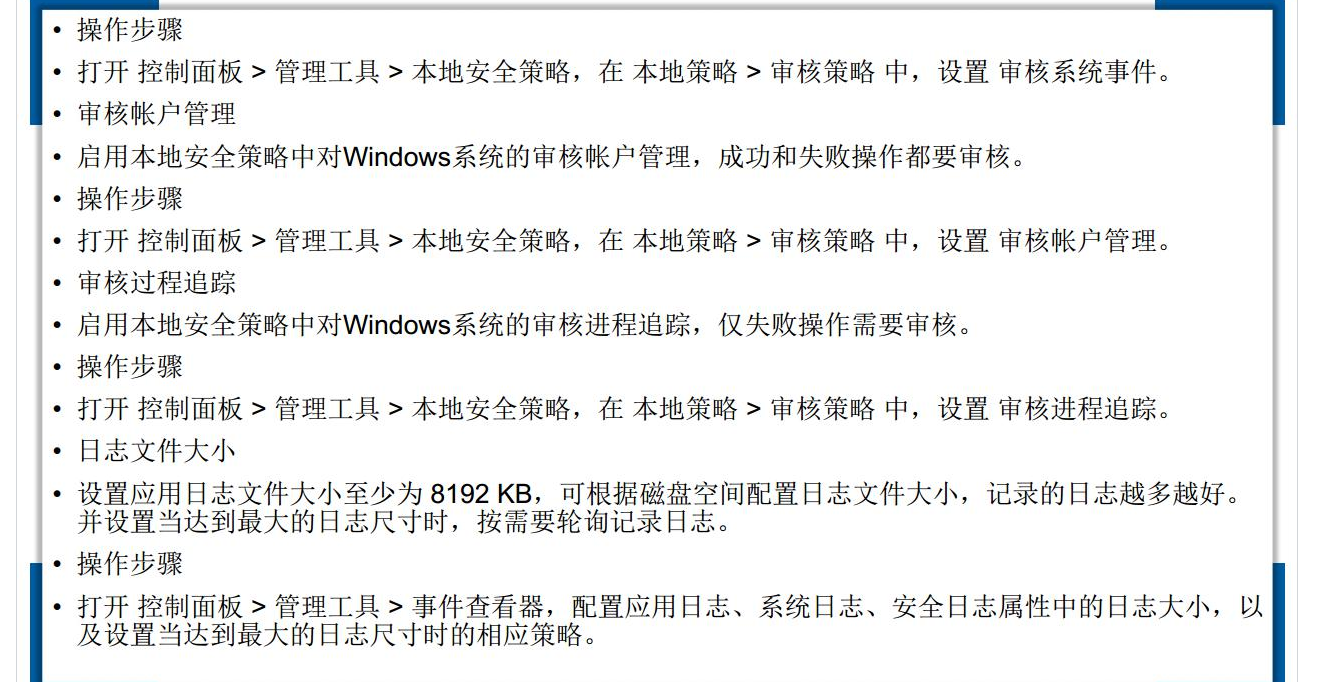 • 操作步骤
• 打开 控制面板 > 管理工具 > 本地安全策略，在 本地策略 > 审核策略 中，设置 审核系统事件。
• 审核帐户管理
• 启用本地安全策略中对Windows系统的审核帐户管理，成功和失败操作都要审核。
• 操作步骤
• 打开 控制面板 > 管理工具 > 本地安全策略，在 本地策略 > 审核策略 中，设置 审核帐户管理。
• 审核过程追踪
• 启用本地安全策略中对Windows系统的审核进程追踪，仅失败操作需要审核。
• 操作步骤
• 打开 控制面板 > 管理工具 > 本地安全策略，在 本地策略 > 审核策略 中，设置 审核进程追踪。
• 日志文件大小
• 设置应用日志文件大小至少为 8192 KB，可根据磁盘空间配置日志文件大小，记录的日志越多越好。
并设置当达到最大的日志尺寸时，按需要轮询记录日志。
• 操作步骤
• 打开 控制面板 > 管理工具 > 事件查看器，配置应用日志、系统日志、安全日志属性中的日志大小，以
及设置当达到最大的日志尺寸时的相应策略。